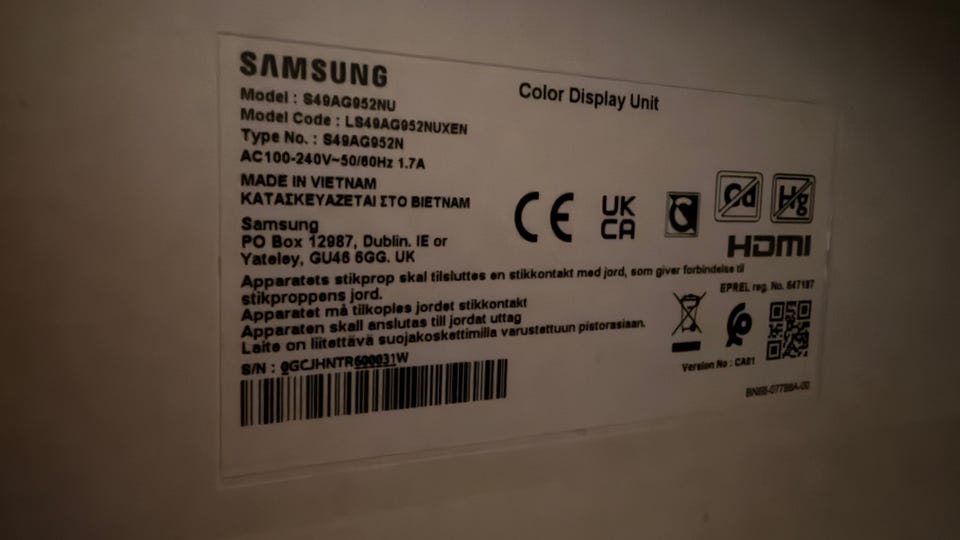 SAMSUNG
Color Display Unit
Model : S49AG952NU
Model Code : LS49AG952NUXEN
Type No. : S49AG952N
AC100-240V~50/60Hz 1.7A
MADE IN VIETNAM
ΚΑΤΑΣΚΕΥΑΖΕΤΑΙ ΣΤΟ ΒΙΕΤΝΑΜ
Samsung
PO Box 12987, Dublin. IE or
Yateley, GU46 6GG. UK
CE
UK
CA
Cd
Hg
HDMI
Apparatets stikprop skal tilsluttes en stikkontakt med jord, som giver forbindelse til
stikproppens jord.
Apparatet må tilkoples jordet stikkontakt
Apparaten skall anslutas till jordat uttag
Laite on liitettävä suojakoskettimilla varustettuun pistorasiaan.
EPREL reg. No. 647187
Version No : CA01
S/N : 0GCJHNTR600031W